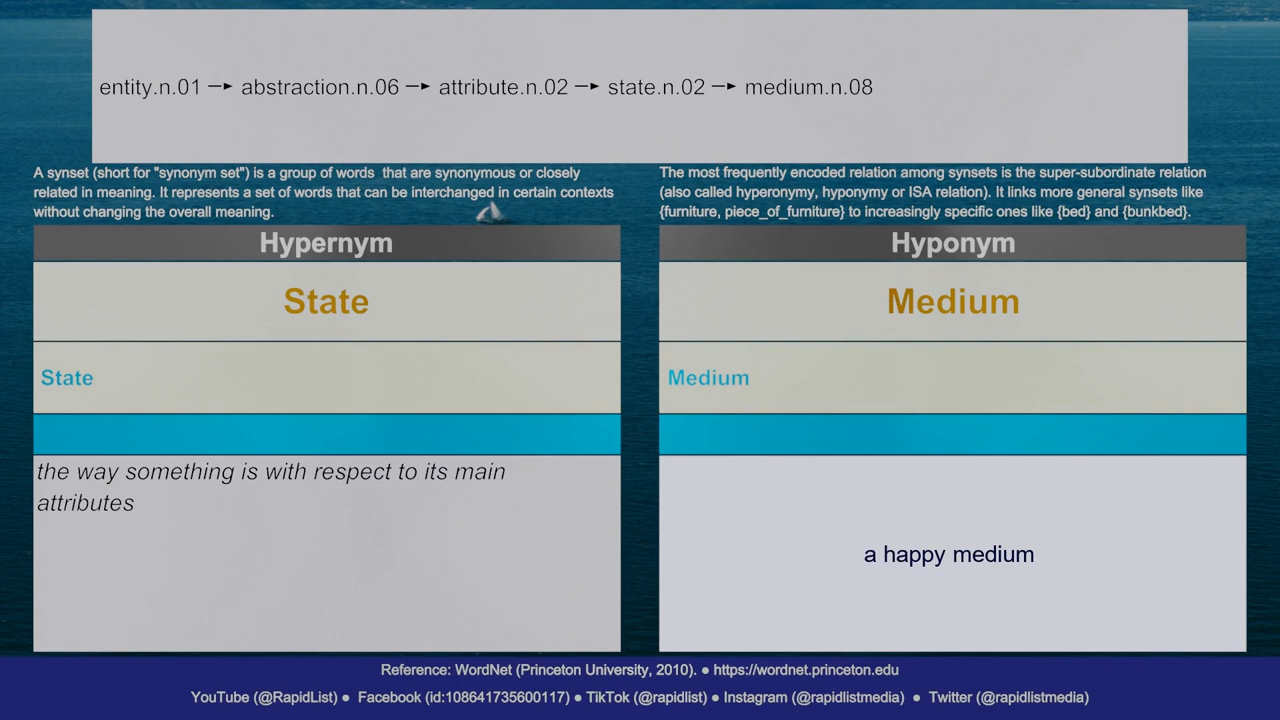 entity.n.01 → abstraction.n.06 → attribute.n.02 → state.n.02 → medium.n.08
A synset (short for "synonym set") is a group of words that are synonymous or closely
related in meaning. It represents a set of words that can be interchanged in certain contexts
without changing the overall meaning.
The most frequently encoded relation among synsets is the super-subordinate relation
(also called hyperonymy, hyponymy or ISA relation). It links more general synsets like
{furniture, piece_of_furniture} to increasingly specific ones like {bed} and {bunkbed}.
Hypernym
State
State
the way something is with respect to its main
attributes
Hyponym
Medium
Medium
a happy medium
Reference: WordNet (Princeton University, 2010). ● https://wordnet.princeton.edu
YouTube (@RapidList) ● Facebook (id:108641735600117) ● TikTok (@rapidlist) ● Instagram (@rapidlistmedia) ● Twitter (@rapidlistmedia)